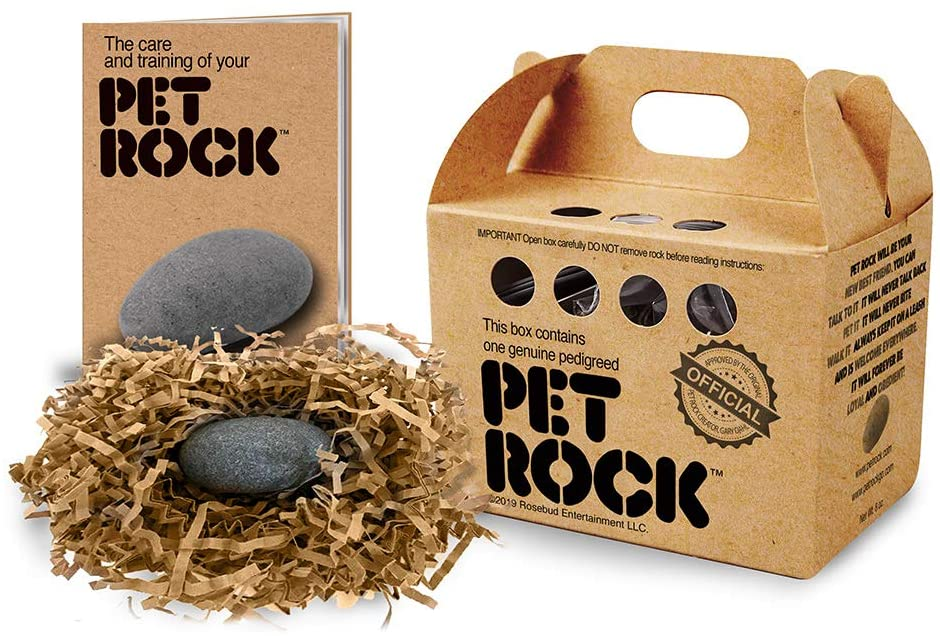 The care
and training of your
PET
ROCK™
IMPORTANT Open box carefully DO NOT remove rock before reading instructions:
This box contains
one genuine pedigreed
PET
ROCK™
©2019 Rosebud Entertainment LLC.
APPROVED BY THE ORIGINAL
OFFICIAL
PET ROCK CREATOR, GARY
PET ROCK WILL BE YOUR
NEW BEST FRIEND. YOU CAN
TALK TO IT IT WILL NEVER TALK BACK
PET IT IT WILL NEVER BITE
WALK IT ALWAYS KEEP IT ON A LEASH
AND IS WELCOME EVERYWHERE.
IT WILL FOREVER BE
LOYAL AND OBEDIENT!
www.petrock.com
Net Wt. 8 oz.